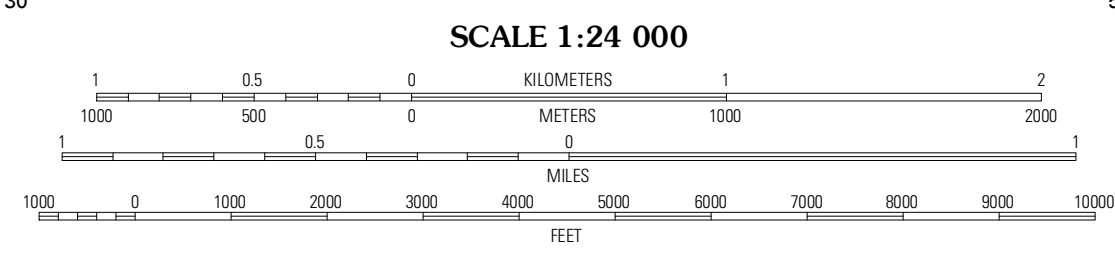 30
SCALE 1:24 000
1 0.5 0 KILOMETERS 1 2
1000 500 0 METERS 1000 2000
1 0.5 0 1
MILES
1000 0 1000 2000 3000 4000 5000 6000 7000 8000 9000 10000
FEET